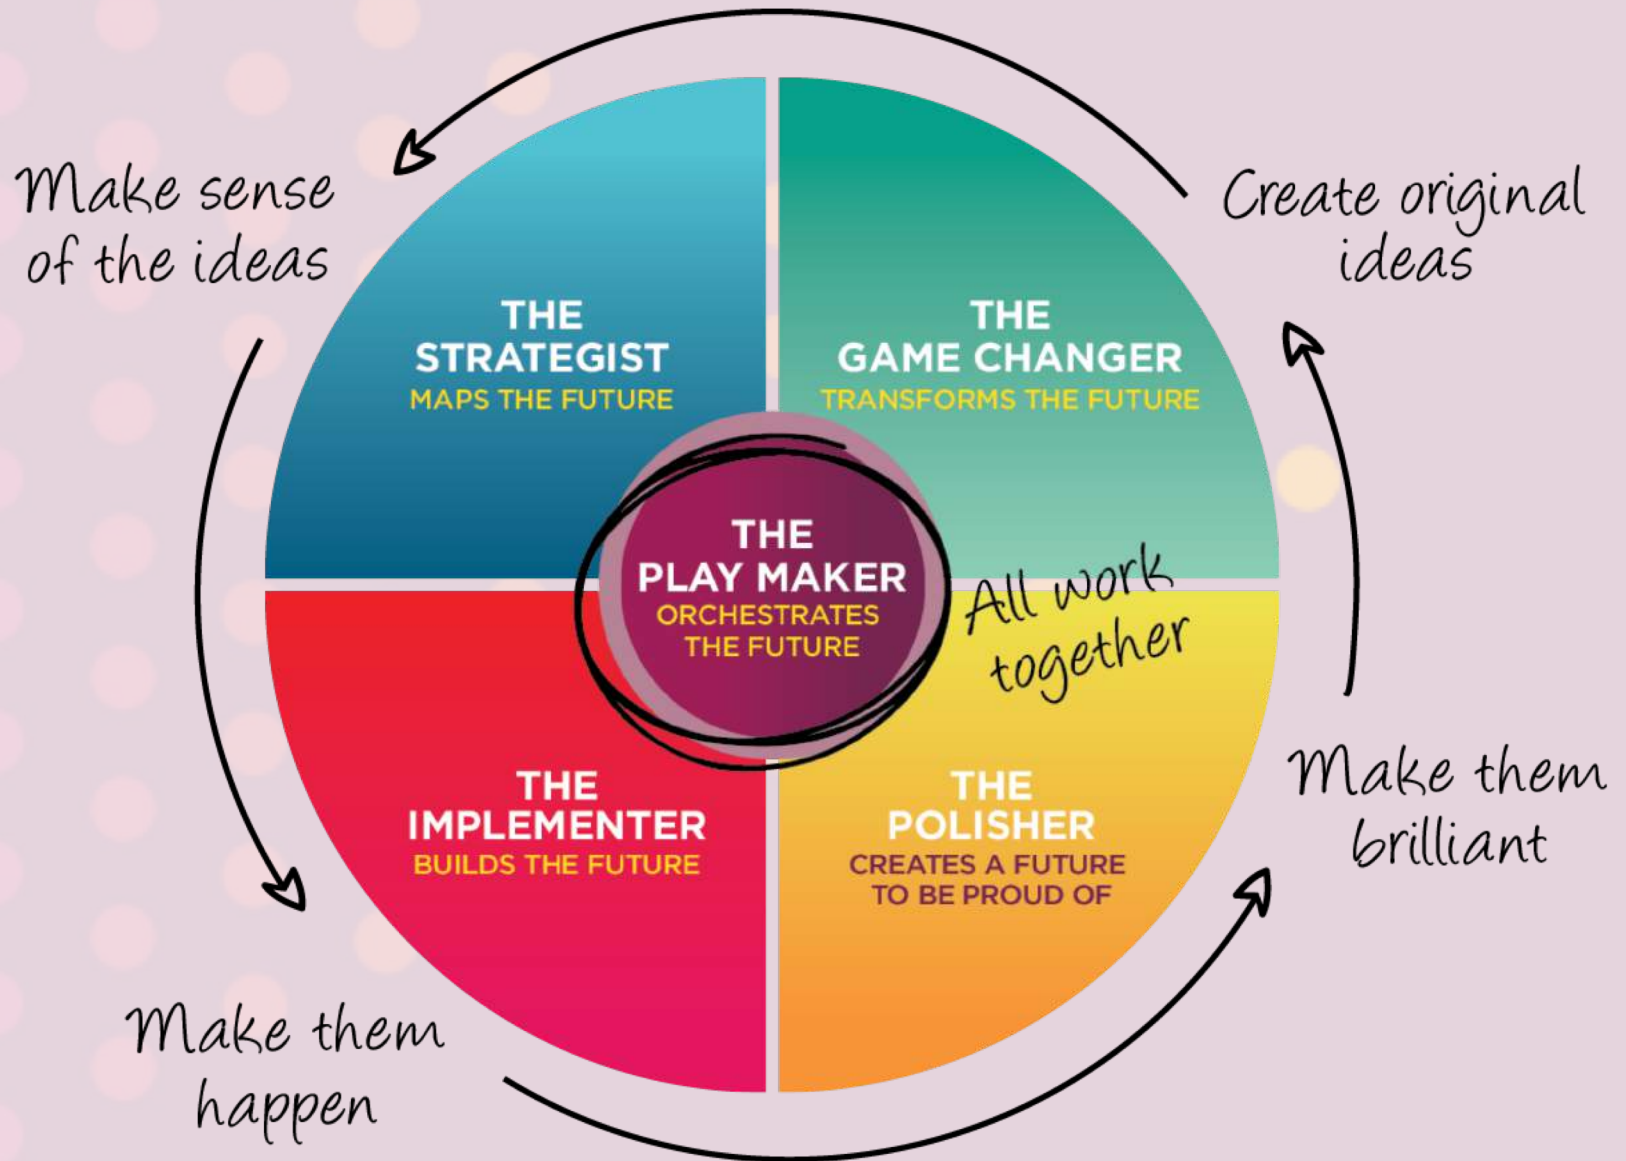 Make sense
of the ideas
Create original
ideas
THE
STRATEGIST
MAPS THE FUTURE
THE
GAME CHANGER
TRANSFORMS THE FUTURE
THE
PLAY MAKER
ORCHESTRATES
THE FUTURE
All work
together
THE
IMPLEMENTER
BUILDS THE FUTURE
THE
POLISHER
CREATES A FUTURE
TO BE PROUD OF
Make them
brilliant
Make them
happen